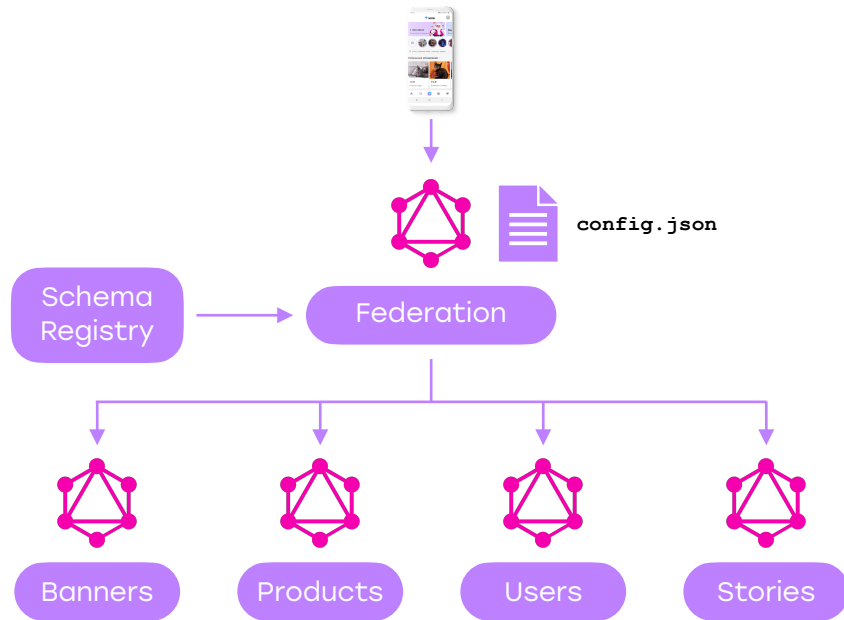 config.json
Schema
Registry
Federation
Banners
Products
Users
Stories